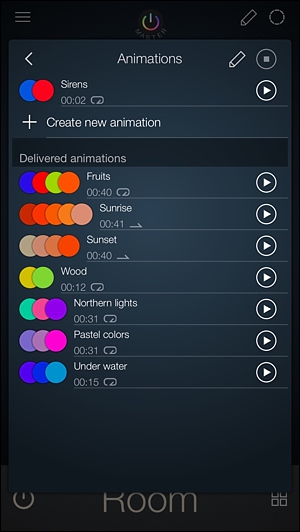 MASTER
Animations
Sirens
00:02
Create new animation
Delivered animations
Fruits
00:40
Sunrise
00:41
Sunset
00:40
Wood
00:12
Northern lights
00:31
Pastel colors
00:31
Under water
00:15
Room